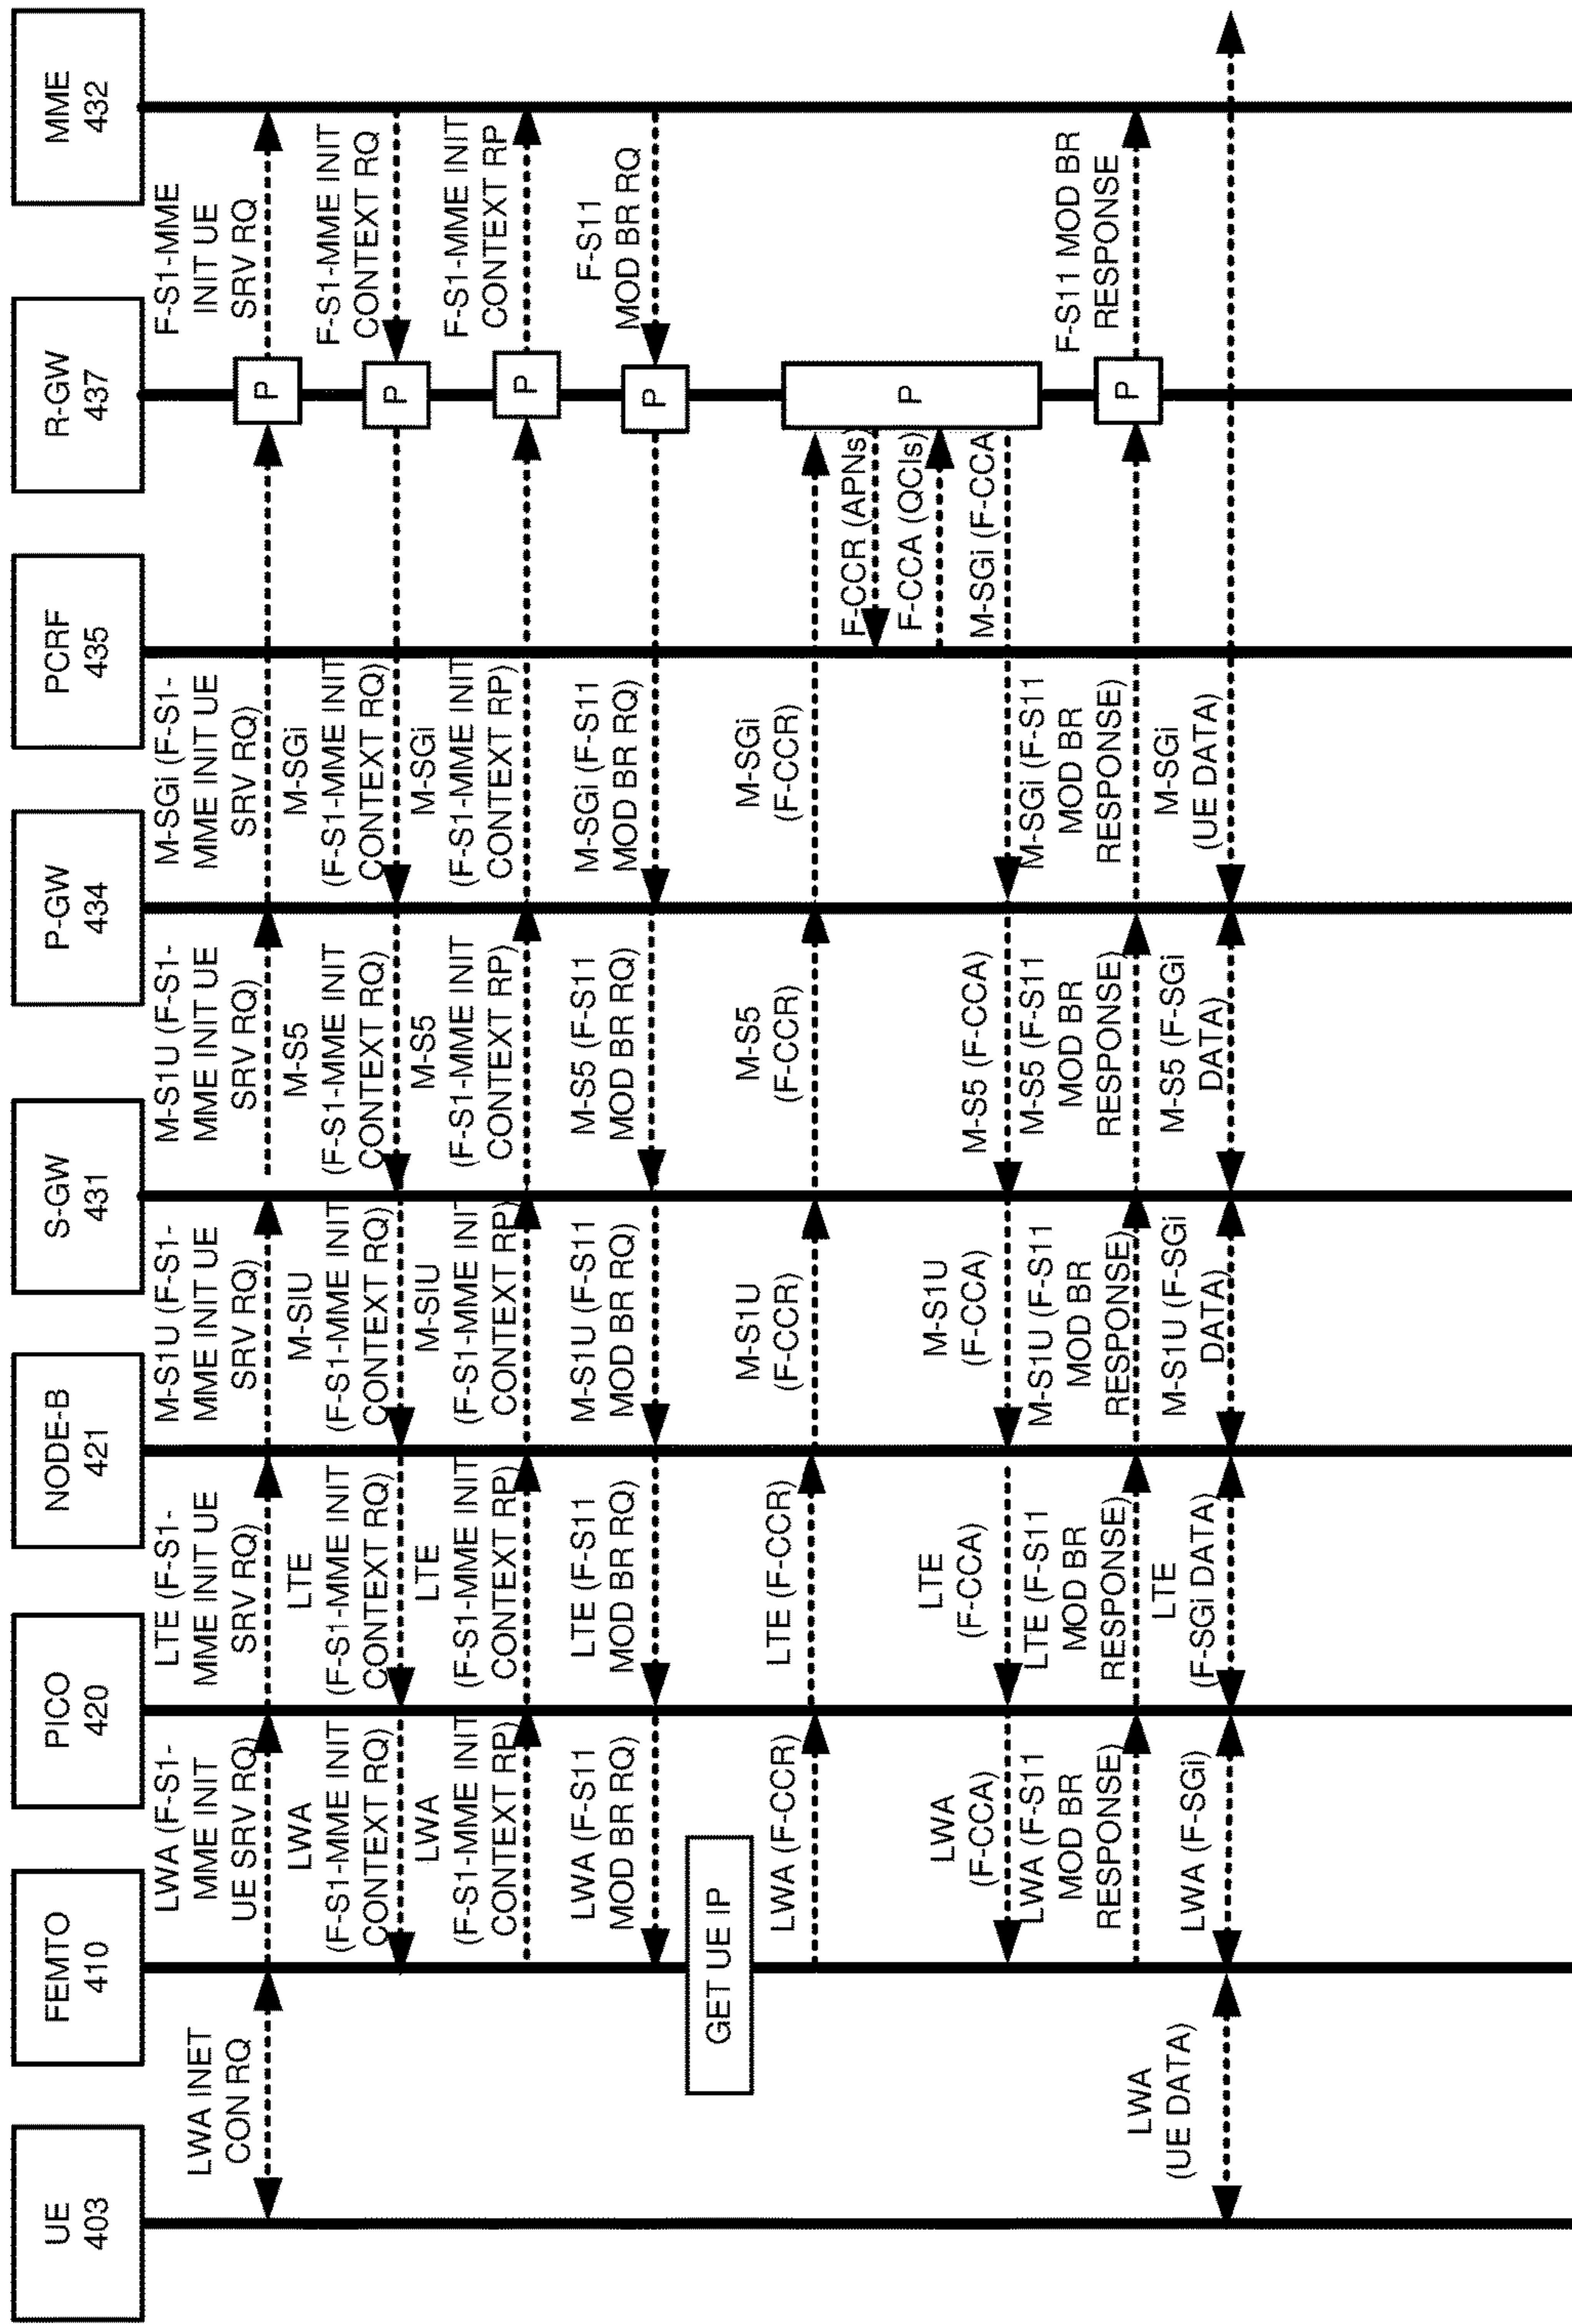 UE
403
FEMTO
410
PICO
420
NODE-B
421
S-GW
431
P-GW
434
PCRF
435
R-GW
437
MME
432
LWA INET
CON RQ
LWA (F-S1-
MME INIT
UE SRV RQ)
LTE (F-S1-
MME INIT UE
SRV RQ)
M-S1U (F-S1-
MME INIT UE
SRV RQ)
M-S1U (F-S1-
MME INIT UE
SRV RQ)
M-SGi (F-S1-
MME INIT UE
SRV RQ)
P
F-S1-MME
INIT UE
SRV RQ
LWA
(F-S1-MME INIT
CONTEXT RQ)
LTE
(F-S1-MME INIT
CONTEXT RQ)
M-SIU
(F-S1-MME INIT
CONTEXT RQ)
M-S5
(F-S1-MME INIT
CONTEXT RQ)
M-SGi
(F-S1-MME INIT
CONTEXT RQ)
P
F-S1-MME INIT
CONTEXT RQ
LWA
(F-S1-MME INIT
CONTEXT RP)
LTE
(F-S1-MME INIT
CONTEXT RP)
M-SIU
(F-S1-MME INIT
CONTEXT RP)
M-S5
(F-S1-MME INIT
CONTEXT RP)
M-SGi
(F-S1-MME INIT
CONTEXT RP)
P
F-S1-MME INIT
CONTEXT RP
LWA (F-S11
MOD BR RQ)
LTE (F-S11
MOD BR RQ)
M-S1U (F-S11
MOD BR RQ)
M-S5 (F-S11
MOD BR RQ)
M-SGi (F-S11
MOD BR RQ)
P
F-S11
MOD BR RQ
GET UE IP
LWA (F-CCR)
LTE (F-CCR)
M-S1U
(F-CCR)
M-S5
(F-CCR)
M-SGi
(F-CCR)
F-CCR (APNs)
F-CCA (QCIs)
M-SGi (F-CCA
P
LWA
(F-CCA)
LTE
(F-CCA)
M-S1U
(F-CCA)
M-S5 (F-CCA)
LWA (F-S11
MOD BR
RESPONSE)
LTE (F-S11
MOD BR
RESPONSE)
M-S1U (F-S11
MOD BR
RESPONSE)
M-S5 (F-S11
MOD BR
RESPONSE)
M-SGi (F-S11
MOD BR
RESPONSE)
P
F-S11 MOD BR
RESPONSE
LWA
(UE DATA)
LWA (F-SGi)
LTE
(F-SGi DATA)
M-S1U (F-SGi
DATA)
M-S5 (F-SGi
DATA)
M-SGi
(UE DATA)